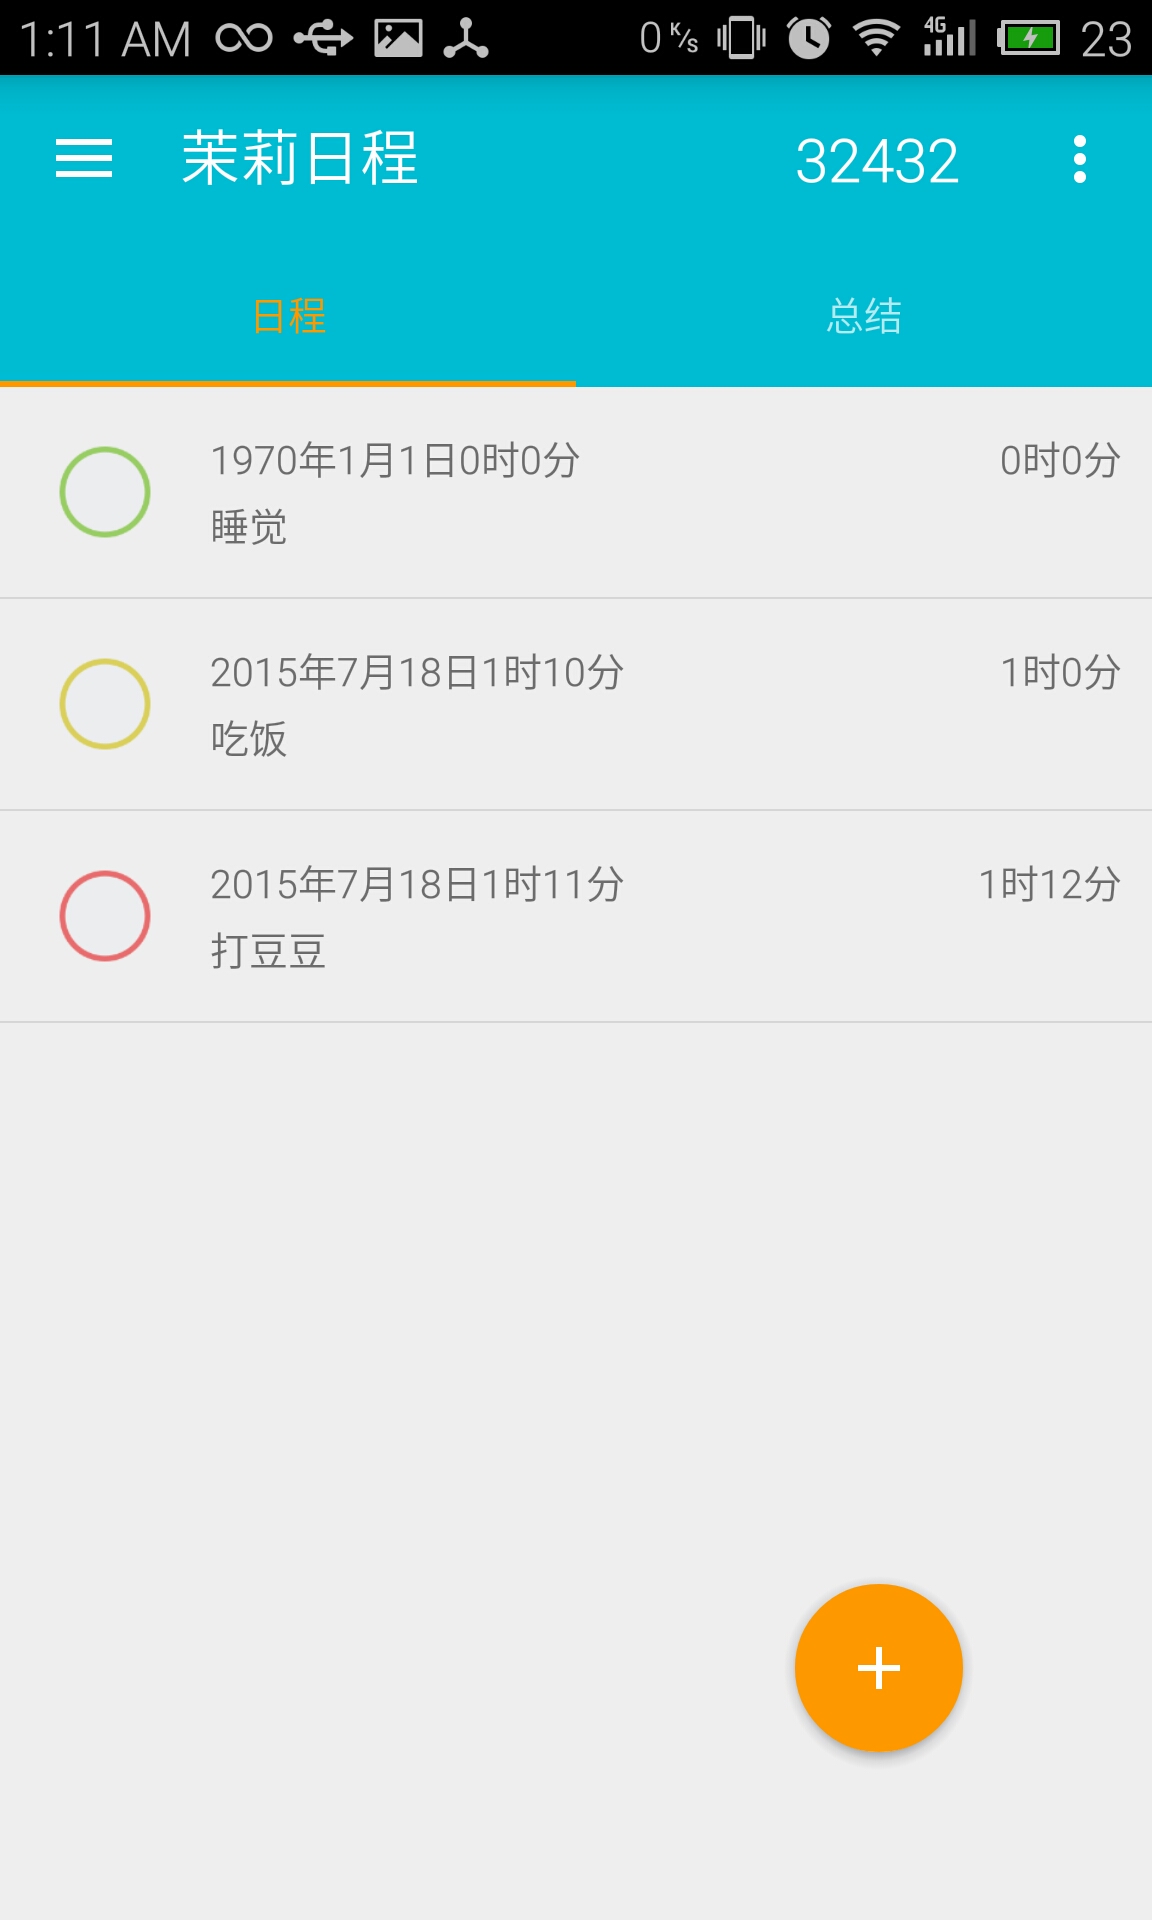 1:11 AM 0 K/s 4G 23
茉莉日程 32432
日程 总结
1970年1月1日0时0分 0时0分
睡觉
2015年7月18日1时10分 1时0分
吃饭
2015年7月18日1时11分 1时12分
打豆豆